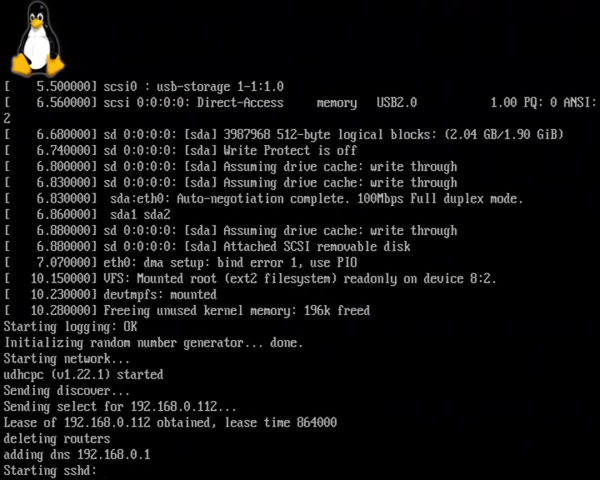 [    5.500000] scsi0 : usb-storage 1-1:1.0
[    6.560000] scsi 0:0:0:0: Direct-Access     memory   USB2.0           1.00 PQ: 0 ANSI:
2
[    6.680000] sd 0:0:0:0: [sda] 3987968 512-byte logical blocks: (2.04 GB/1.90 GiB)
[    6.740000] sd 0:0:0:0: [sda] Write Protect is off
[    6.800000] sd 0:0:0:0: [sda] Assuming drive cache: write through
[    6.830000] sd 0:0:0:0: [sda] Assuming drive cache: write through
[    6.830000]  sda:eth0: Auto-negotiation complete. 100Mbps Full duplex mode.
[    6.860000]  sda1 sda2
[    6.880000] sd 0:0:0:0: [sda] Assuming drive cache: write through
[    6.880000] sd 0:0:0:0: [sda] Attached SCSI removable disk
[    7.070000] eth0: dma setup: bind error 1, use PIO
[   10.150000] VFS: Mounted root (ext2 filesystem) readonly on device 8:2.
[   10.230000] devtmpfs: mounted
[   10.280000] Freeing unused kernel memory: 196k freed
Starting logging: OK
Initializing random number generator... done.
Starting network...
udhcpc (v1.22.1) started
Sending discover...
Sending select for 192.168.0.112...
Lease of 192.168.0.112 obtained, lease time 864000
deleting routers
adding dns 192.168.0.1
Starting sshd: